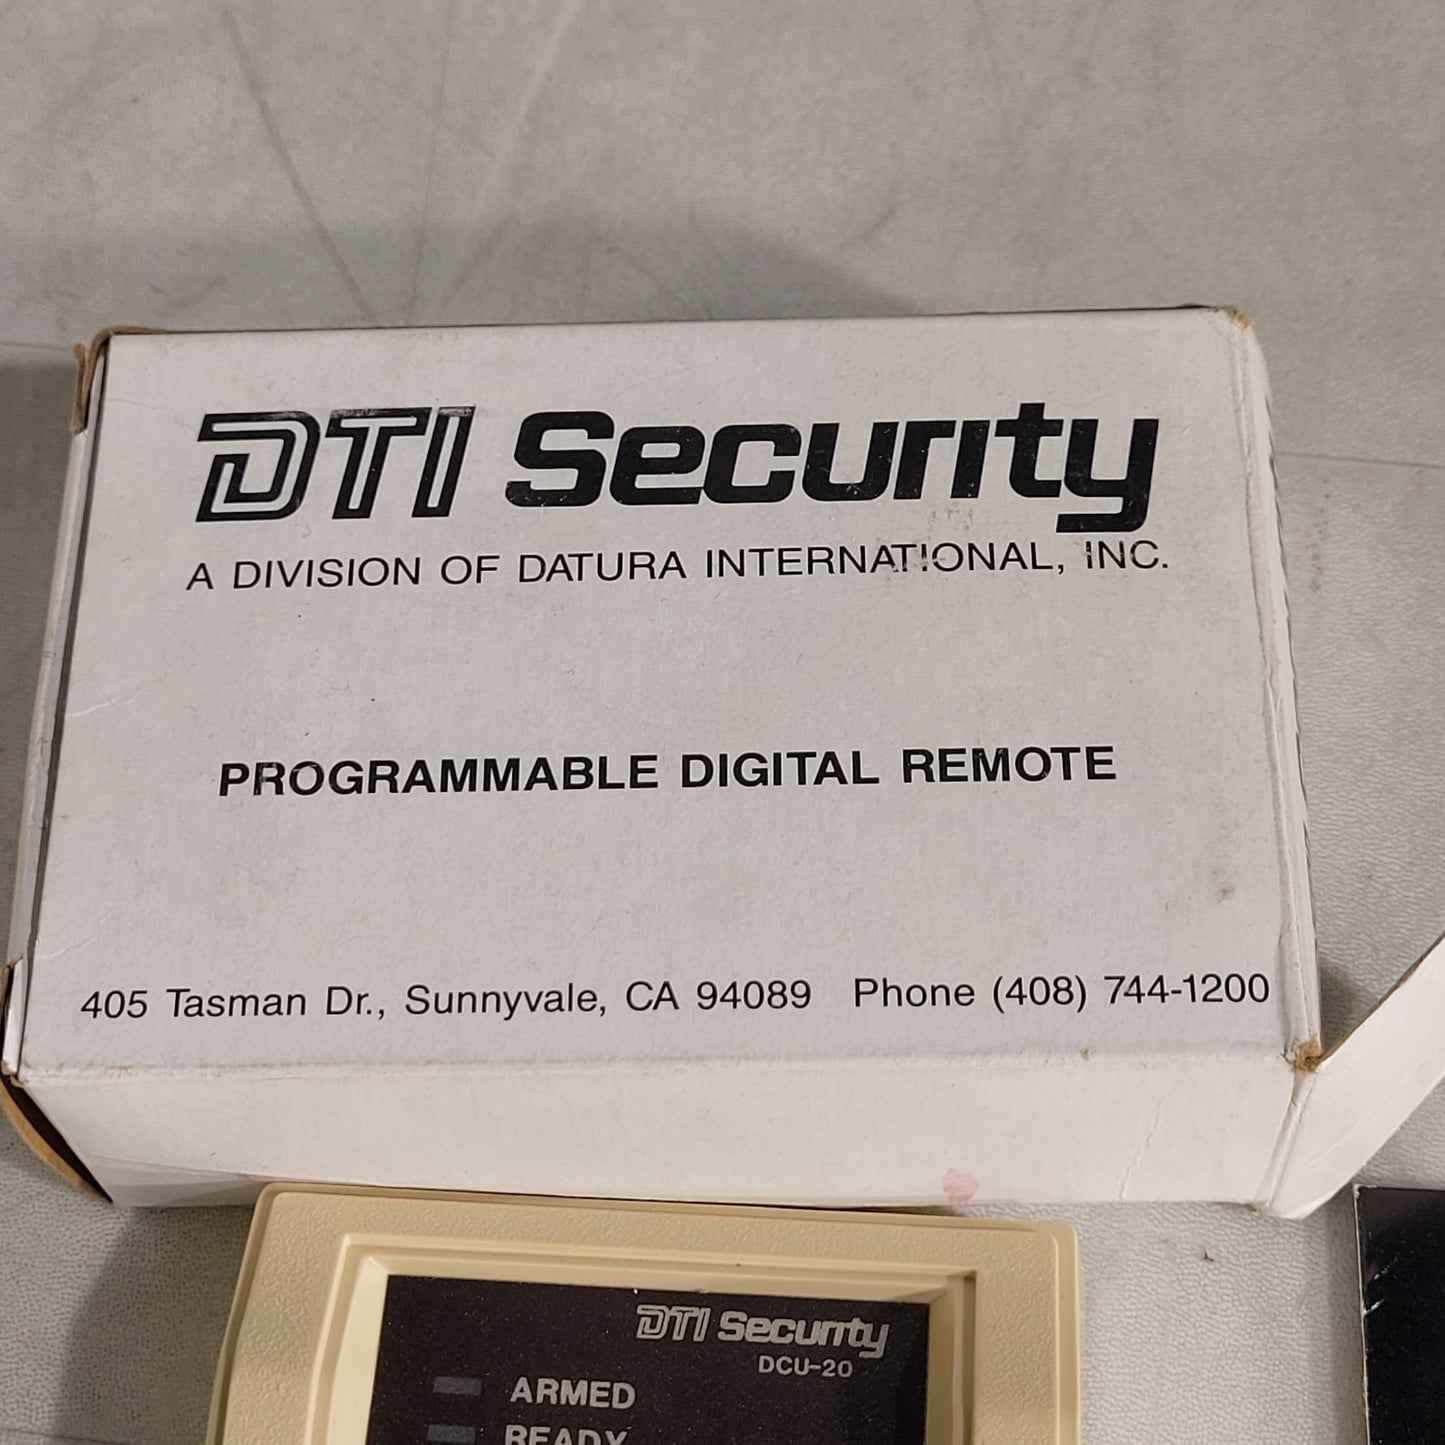 DTI Security
A DIVISION OF DATURA INTERNATIONAL, INC.
PROGRAMMABLE DIGITAL REMOTE
405 Tasman Dr., Sunnyvale, CA 94089 Phone (408) 744-1200
DTI Security
DCU-20
ARMED
READY